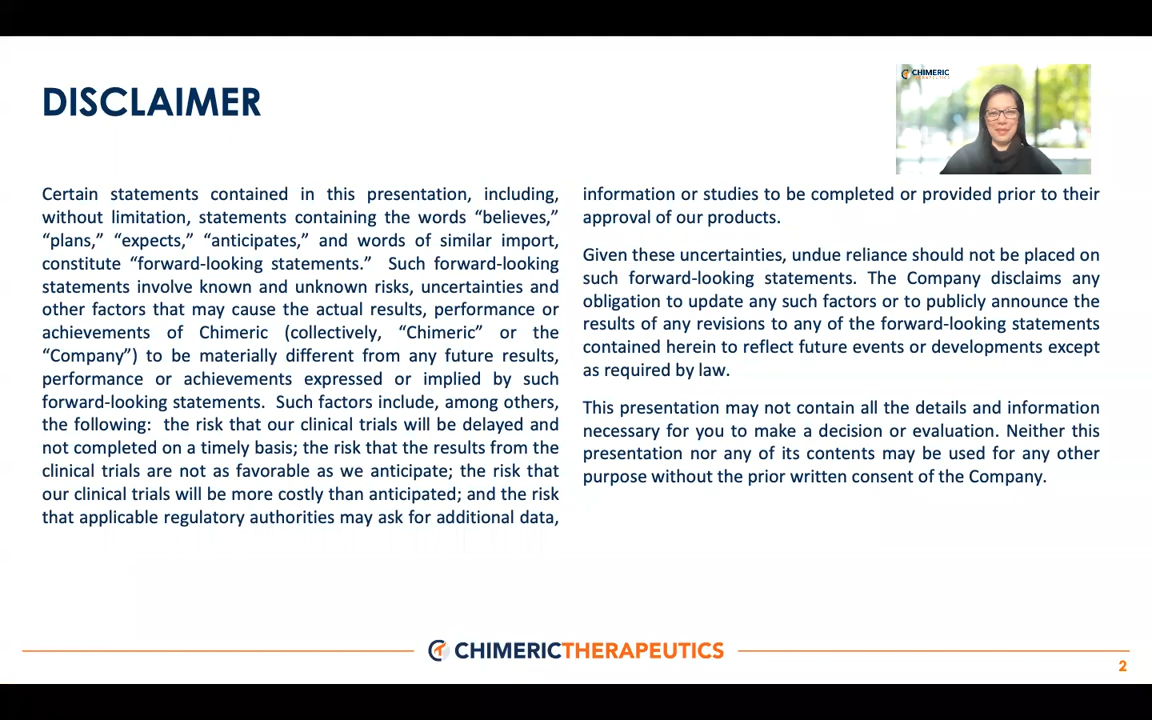 DISCLAIMER
CHIMERIC
THERAPEUTICS
Certain statements contained in this presentation, including,
without limitation, statements containing the words “believes,”
“plans,” “expects,” “anticipates,” and words of similar import,
constitute “forward-looking statements.” Such forward-looking
statements involve known and unknown risks, uncertainties and
other factors that may cause the actual results, performance or
achievements of Chimeric (collectively, “Chimeric” or the
“Company”) to be materially different from any future results,
performance or achievements expressed or implied by such
forward-looking statements. Such factors include, among others,
the following: the risk that our clinical trials will be delayed and
not completed on a timely basis; the risk that the results from the
clinical trials are not as favorable as we anticipate; the risk that
our clinical trials will be more costly than anticipated; and the risk
that applicable regulatory authorities may ask for additional data,
information or studies to be completed or provided prior to their
approval of our products.
Given these uncertainties, undue reliance should not be placed on
such forward-looking statements. The Company disclaims any
obligation to update any such factors or to publicly announce the
results of any revisions to any of the forward-looking statements
contained herein to reflect future events or developments except
as required by law.
This presentation may not contain all the details and information
necessary for you to make a decision or evaluation. Neither this
presentation nor any of its contents may be used for any other
purpose without the prior written consent of the Company.
CHIMERICTHERAPEUTICS
2